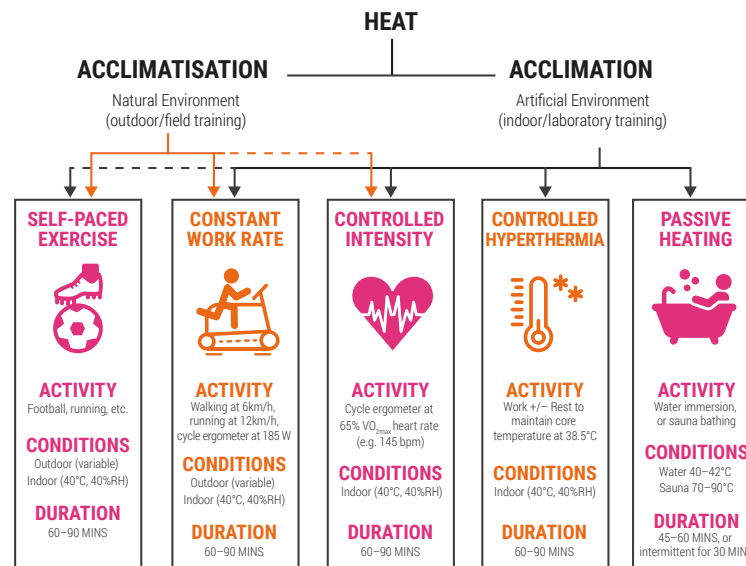 HEAT
ACCLIMATISATION
Natural Environment
(outdoor/field training)
ACCLIMATION
Artificial Environment
(indoor/laboratory training)
SELF-PACED
EXERCISE
ACTIVITY
Football, running, etc.
CONDITIONS
Outdoor (variable)
Indoor (40°C, 40%RH)
DURATION
60–90 MINS
CONSTANT
WORK RATE
ACTIVITY
Walking at 6km/h,
running at 12km/h,
cycle ergometer at 185 W
CONDITIONS
Outdoor (variable)
Indoor (40°C, 40%RH)
DURATION
60–90 MINS
CONTROLLED
INTENSITY
ACTIVITY
Cycle ergometer at
65% VO2max heart rate
(e.g. 145 bpm)
CONDITIONS
Indoor (40°C, 40%RH)
DURATION
60–90 MINS
CONTROLLED
HYPERTHERMIA
ACTIVITY
Work +/– Rest to
maintain core
temperature at 38.5°C
CONDITIONS
Indoor (40°C, 40%RH)
DURATION
60–90 MINS
PASSIVE
HEATING
ACTIVITY
Water immersion,
or sauna bathing
CONDITIONS
Water 40–42°C
Sauna 70–90°C
DURATION
45–60 MINS, or
intermittent for 30 MIN